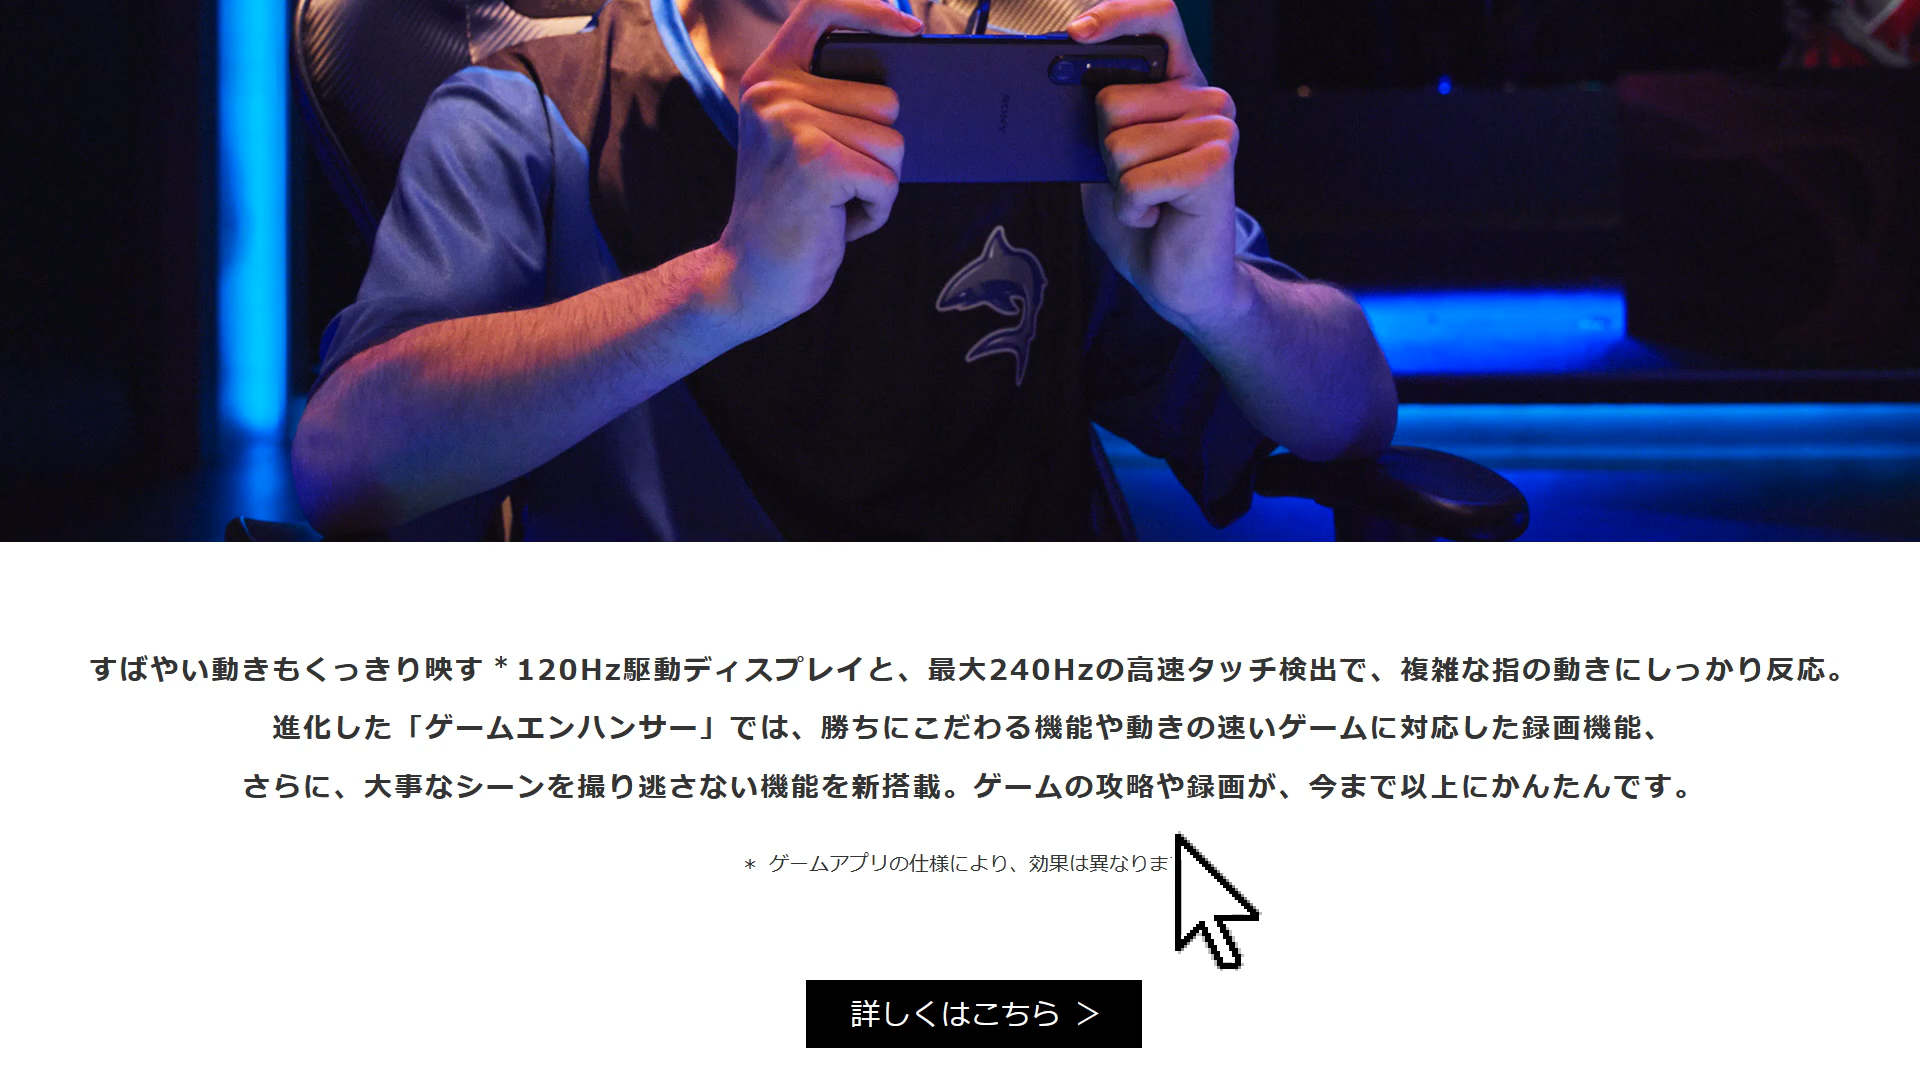 SONY
すばやい動きもくっきり映す＊120Hz駆動ディスプレイと、最大240Hzの高速タッチ検出で、複雑な指の動きにしっかり反応。
進化した「ゲームエンハンサー」では、勝ちにこだわる機能や動きの速いゲームに対応した録画機能、
さらに、大事なシーンを撮り逃さない機能を新搭載。ゲームの攻略や録画が、今まで以上にかんたんです。
＊ ゲームアプリの仕様により、効果は異なりま
詳しくはこちら ＞